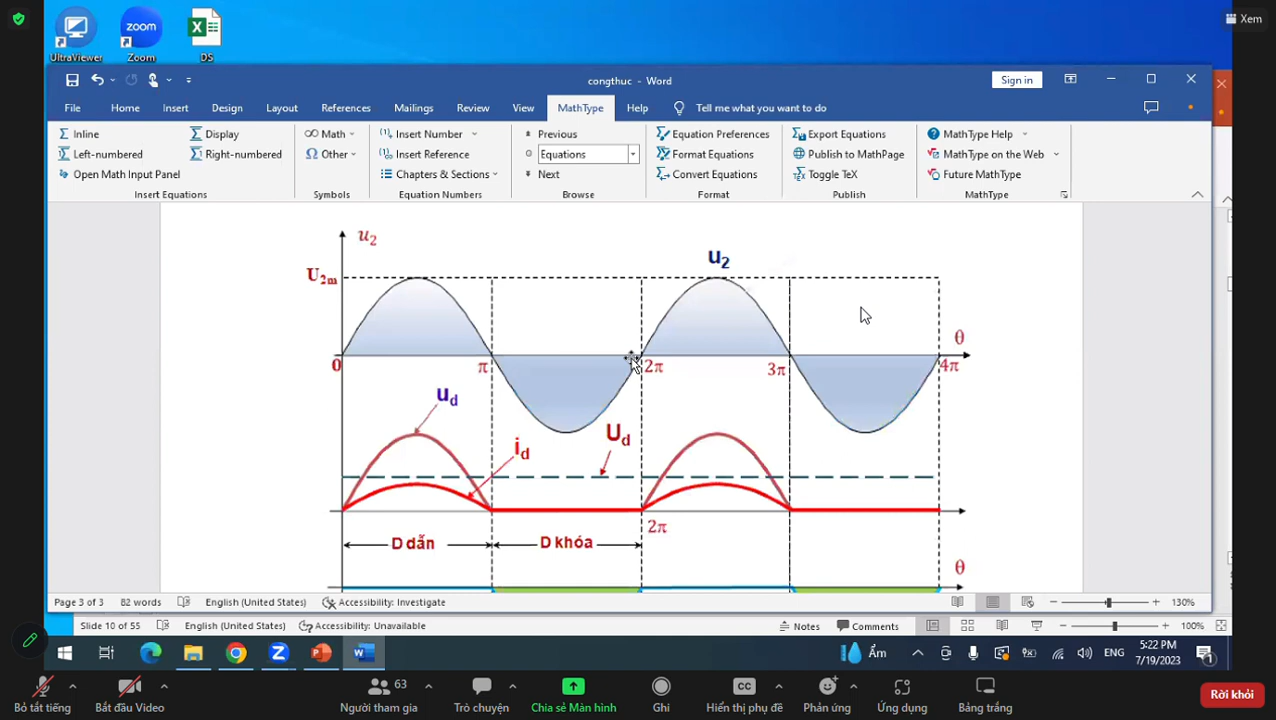 Xem
UltraViewer
Zoom
DS
congthuc - Word
Sign in
File Home Insert Design Layout References Mailings Review View MathType Help Tell me what you want to do
Inline Display Math Insert Number Previous Equation Preferences Export Equations MathType Help
Left-numbered Right-numbered Other Insert Reference Equations Format Equations Publish to MathPage MathType on the Web
Open Math Input Panel Chapters & Sections Next Convert Equations Toggle TeX Future MathType
Insert Equations Symbols Equation Numbers Browse Format Publish MathType
u₂
u₂
U₂ₘ
θ
0 π 2π 3π 4π
u_d
i_d
U_d
2π
D dẫn D khóa
θ
Page 3 of 3 82 words English (United States) Accessibility: Investigate 130%
Slide 10 of 55 English (United States) Accessibility: Unavailable Notes Comments 100%
Ẩm ENG 5:22 PM
7/19/2023
1
63
Bỏ tắt tiếng Bắt đầu Video Người tham gia Trò chuyện Chia sẻ Màn hình Ghi Hiển thị phụ đề Phản ứng Ứng dụng Bảng trắng Rời khỏi